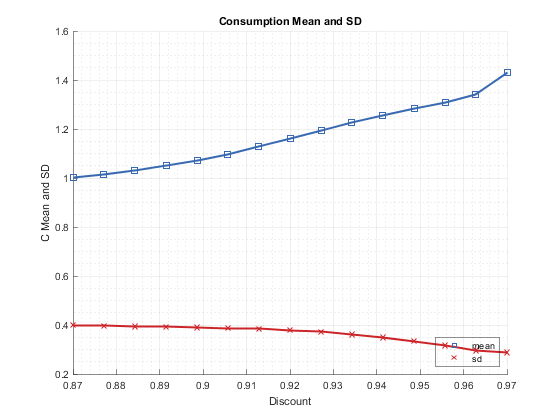 Consumption Mean and SD
1.6
1.4
1.2
1
0.8
0.6
0.4
0.2
C Mean and SD
mean
sd
0.87 0.88 0.89 0.9 0.91 0.92 0.93 0.94 0.95 0.96 0.97
Discount